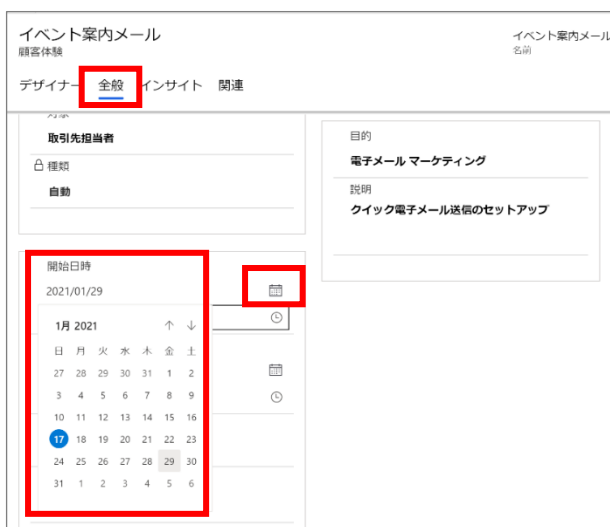 イベント案内メール
顧客体験
イベント案内メール
名前
デザイナー 全般 インサイト 関連
対象
取引先担当者
種類
自動
目的
電子メール マーケティング
説明
クイック電子メール送信のセットアップ
開始日時
2021/01/29
1月 2021
日 月 火 水 木 金 土
27 28 29 30 31 1 2
3 4 5 6 7 8 9
10 11 12 13 14 15 16
17 18 19 20 21 22 23
24 25 26 27 28 29 30
31 1 2 3 4 5 6